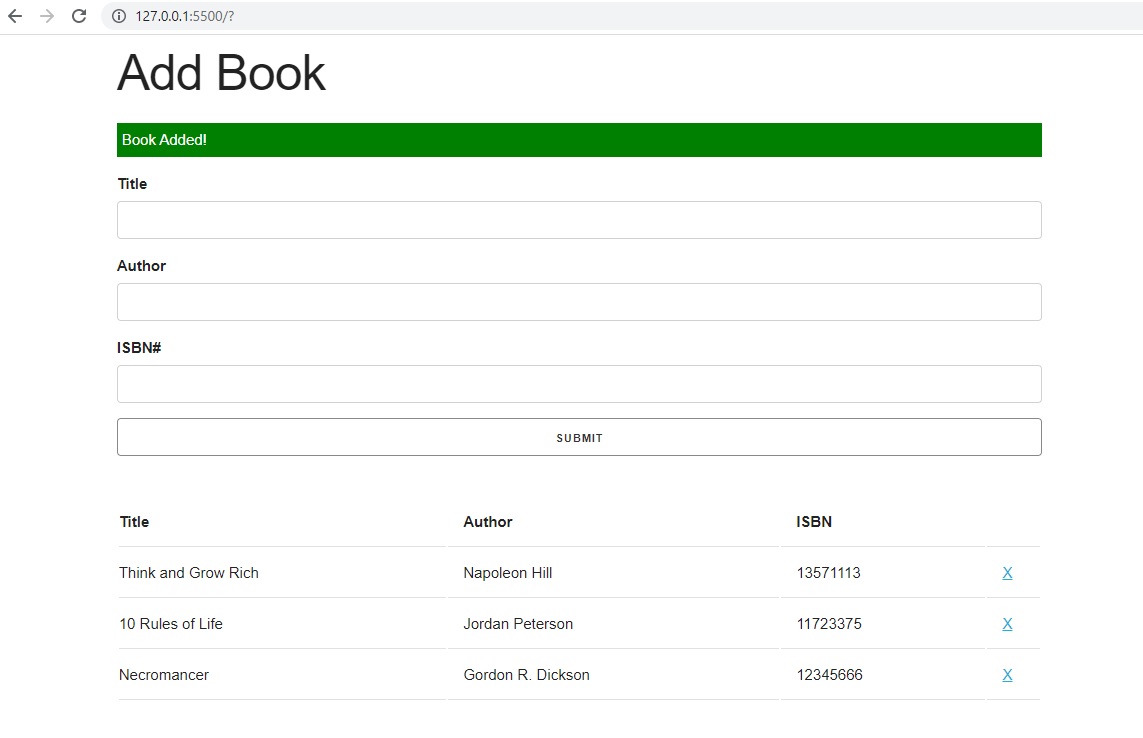 127.0.0.1:5500/?
Add Book
Book Added!
Title
Author
ISBN#
SUBMIT
Title Author ISBN
Think and Grow Rich Napoleon Hill 13571113 X
10 Rules of Life Jordan Peterson 11723375 X
Necromancer Gordon R. Dickson 12345666 X